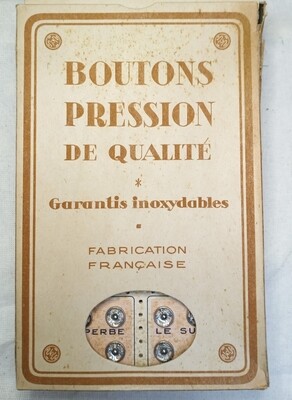 BOUTONS
PRESSION
DE QUALITÉ
*
Garantis inoxydables
FABRICATION
FRANÇAISE
PERBE LE SU